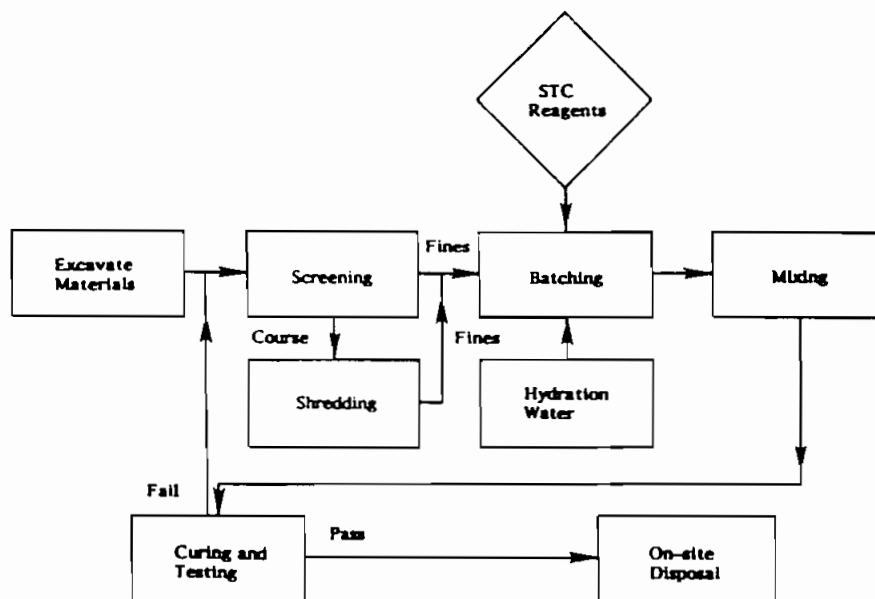 STC
Reagents
Excavate
Materials
Screening
Fines
Batching
Mixing
Course
Fines
Shredding
Hydration
Water
Fail
Curing and
Testing
Pass
On-site
Disposal